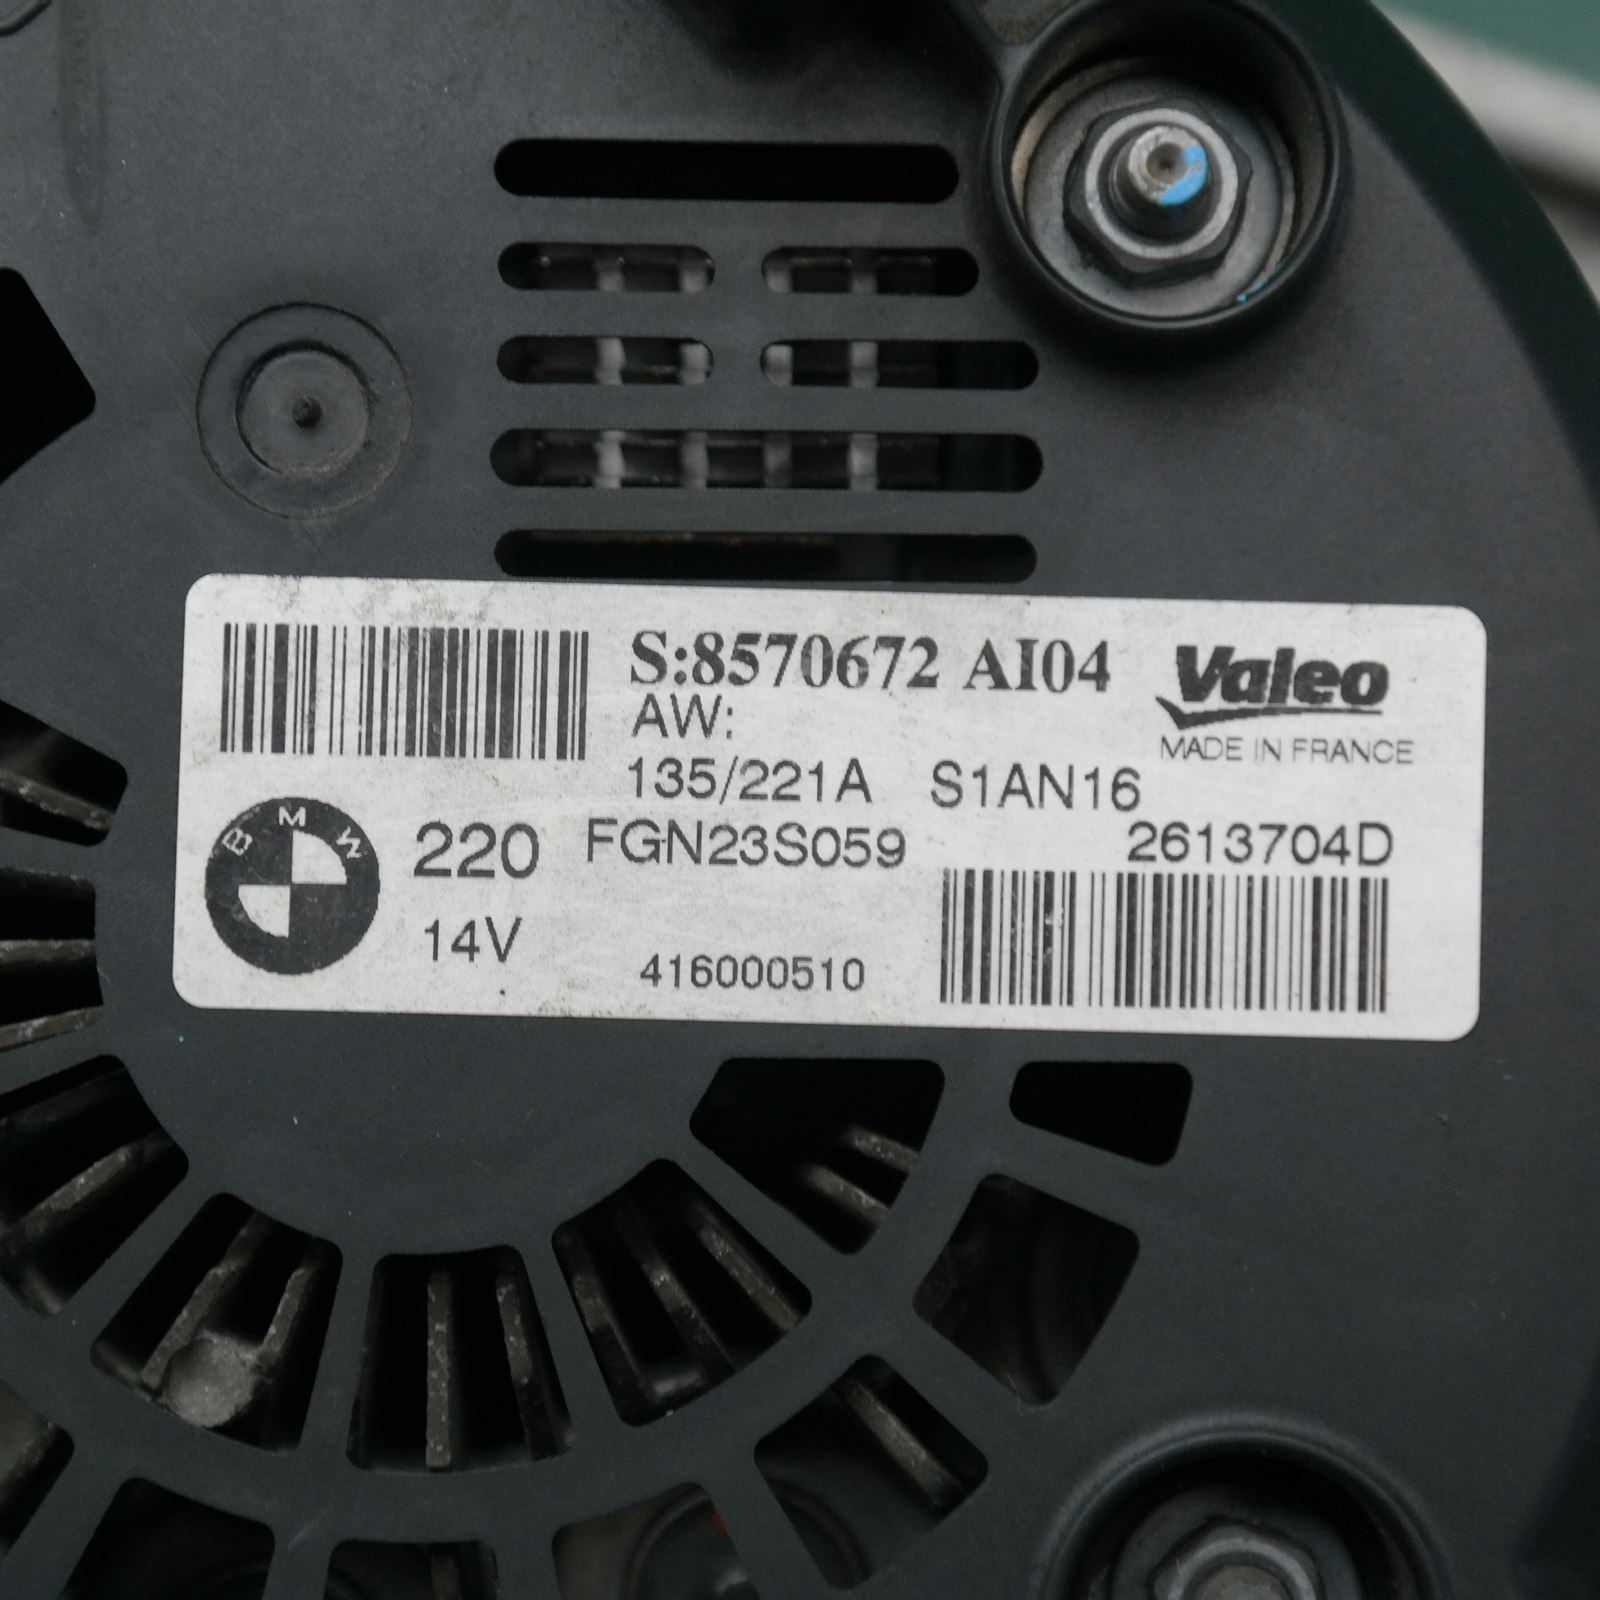 S:8570672 AI04
Valeo
AW:
MADE IN FRANCE
135/221A S1AN16
BMW
220 FGN23S059 2613704D
14V
416000510